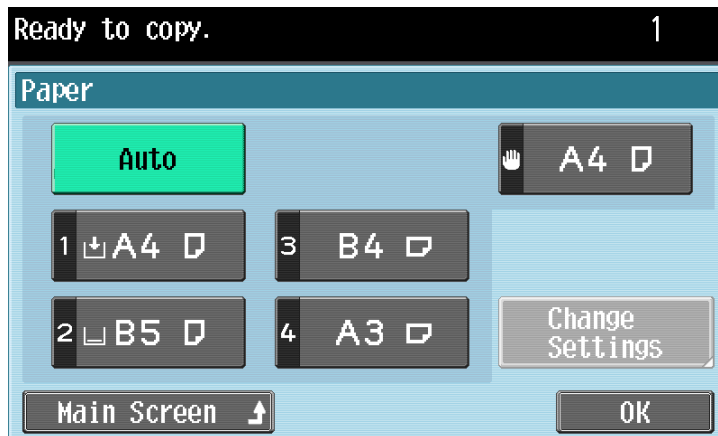 Ready to copy. 1
Paper
Auto
A4
1 A4
3 B4
2 B5
4 A3
Change
Settings
Main Screen
OK